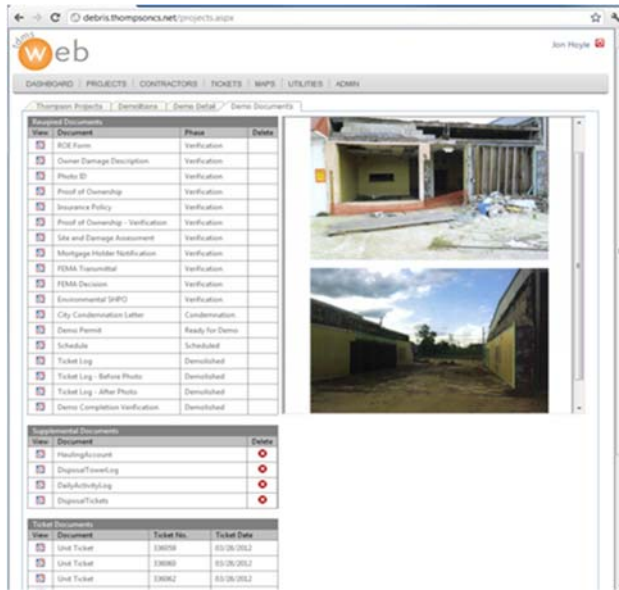 debris.thompsoncs.net/projects.aspx
tdms
web
Jon Hoyle
DASHBOARD | PROJECTS | CONTRACTORS | TICKETS | MAPS | UTILITIES | ADMIN
Thompson Projects | Demolitions | Demo Detail | Demo Documents
Required Documents
View Document Phase Delete
ROE Form Verification
Owner Damage Description Verification
Photo ID Verification
Proof of Ownership Verification
Insurance Policy Verification
Proof of Ownership - Verification Verification
Site and Damage Assessment Verification
Mortgage Holder Notification Verification
FEMA Transmittal Verification
FEMA Decision Verification
Environmental SHPO Verification
City Condemnation Letter Condemnation
Demo Permit Ready for Demo
Schedule Scheduled
Ticket Log Demolished
Ticket Log - Before Photo Demolished
Ticket Log - After Photo Demolished
Demo Completion Verification Demolished
Supplemental Documents
View Document Delete
HaulingAccount
DisposalTowerLog
DailyActivityLog
DisposalTickets
Ticket Documents
View Document Ticket No. Ticket Date
Unit Ticket 336058 03/28/2012
Unit Ticket 336060 03/28/2012
Unit Ticket 336062 03/28/2012